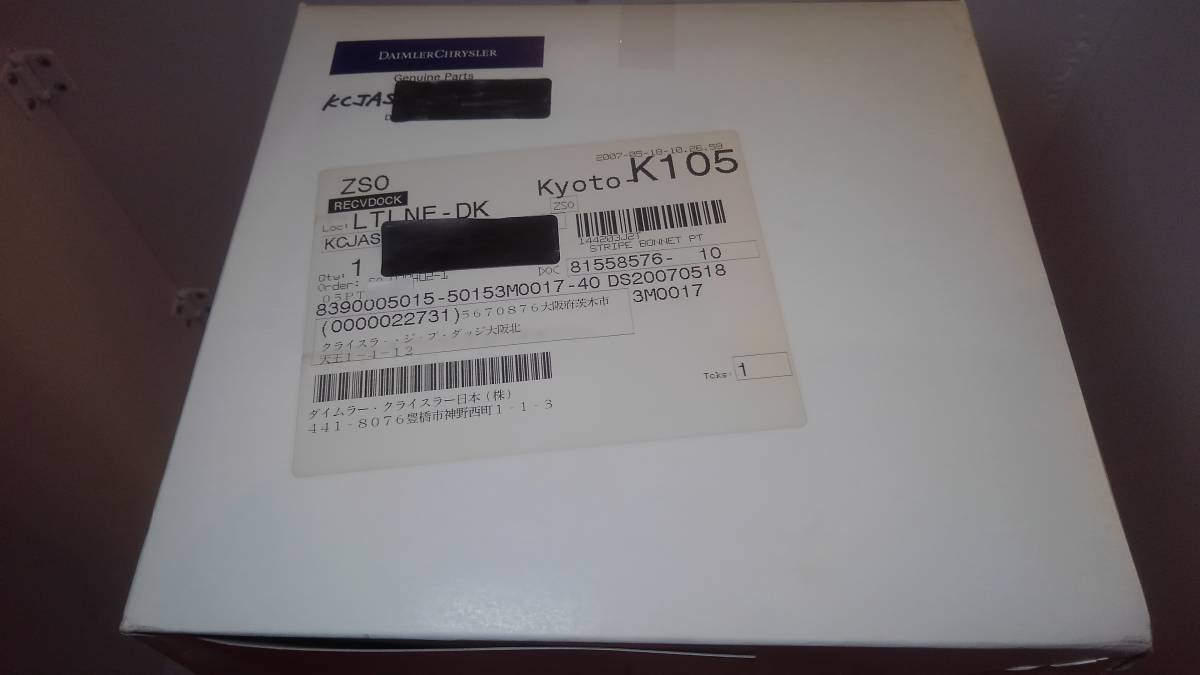 DAIMLERCHRYSLER
Genuine Parts
KCJAS
2007-05-18-10.26.59
ZSO
Kyoto-K105
RECVDOCK
ZSO
Loc: LTLNE-DK
KCJAS
144203J21
STRIPE BONNET PT
Qty: 1
DOC 81558576- 10
Order:
05PT
8390005015-50153M0017-40 DS20070518
(0000022731)5670876大阪府茨木市 3M0017
クライスラー・ジープ・ダッジ大阪北
天王1-4-12
Tcks: 1
ダイムラー・クライスラー日本(株)
441-8076豊橋市神野西町1-1-3